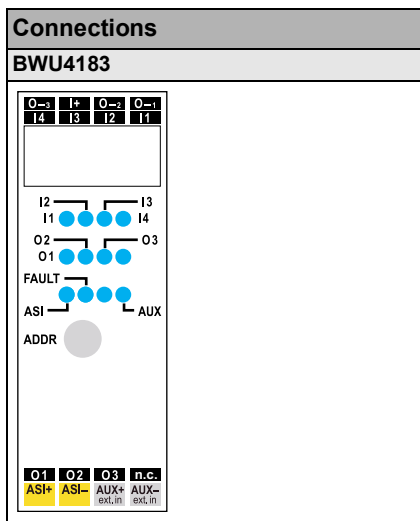 Connections
BWU4183
O–3 I+ O–2 O–1
I4 I3 I2 I1
I2 I3
I1 I4
O2 O3
O1
FAULT
ASI AUX
ADDR
O1 O2 O3 n.c.
ASI+ ASI– AUX+ AUX–
ext.in ext.in